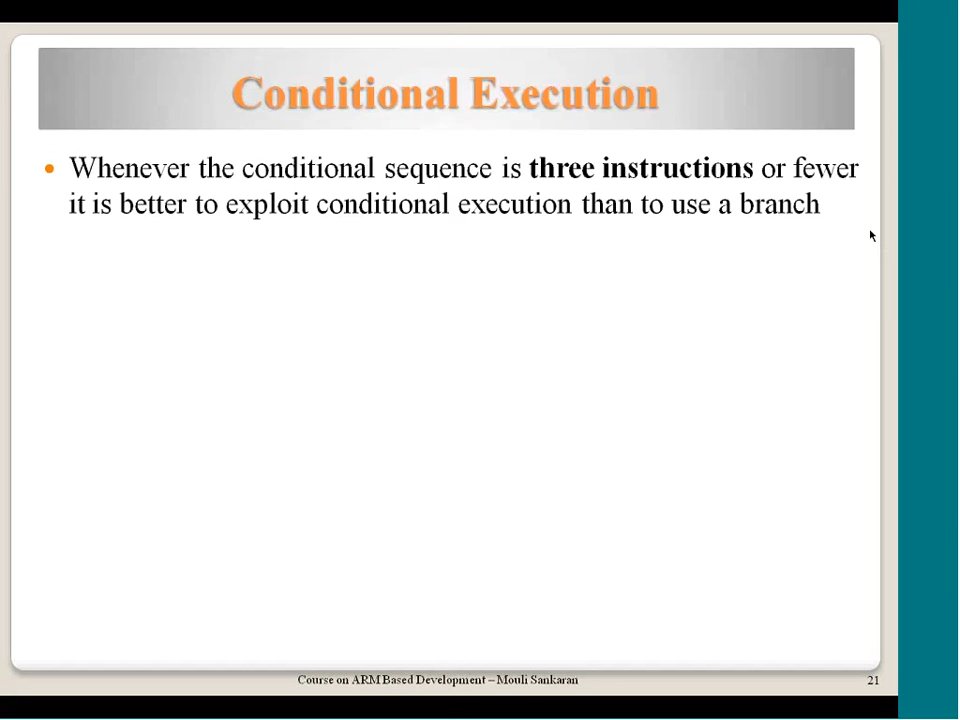 Conditional Execution
• Whenever the conditional sequence is three instructions or fewer
it is better to exploit conditional execution than to use a branch
Course on ARM Based Development – Mouli Sankaran
21